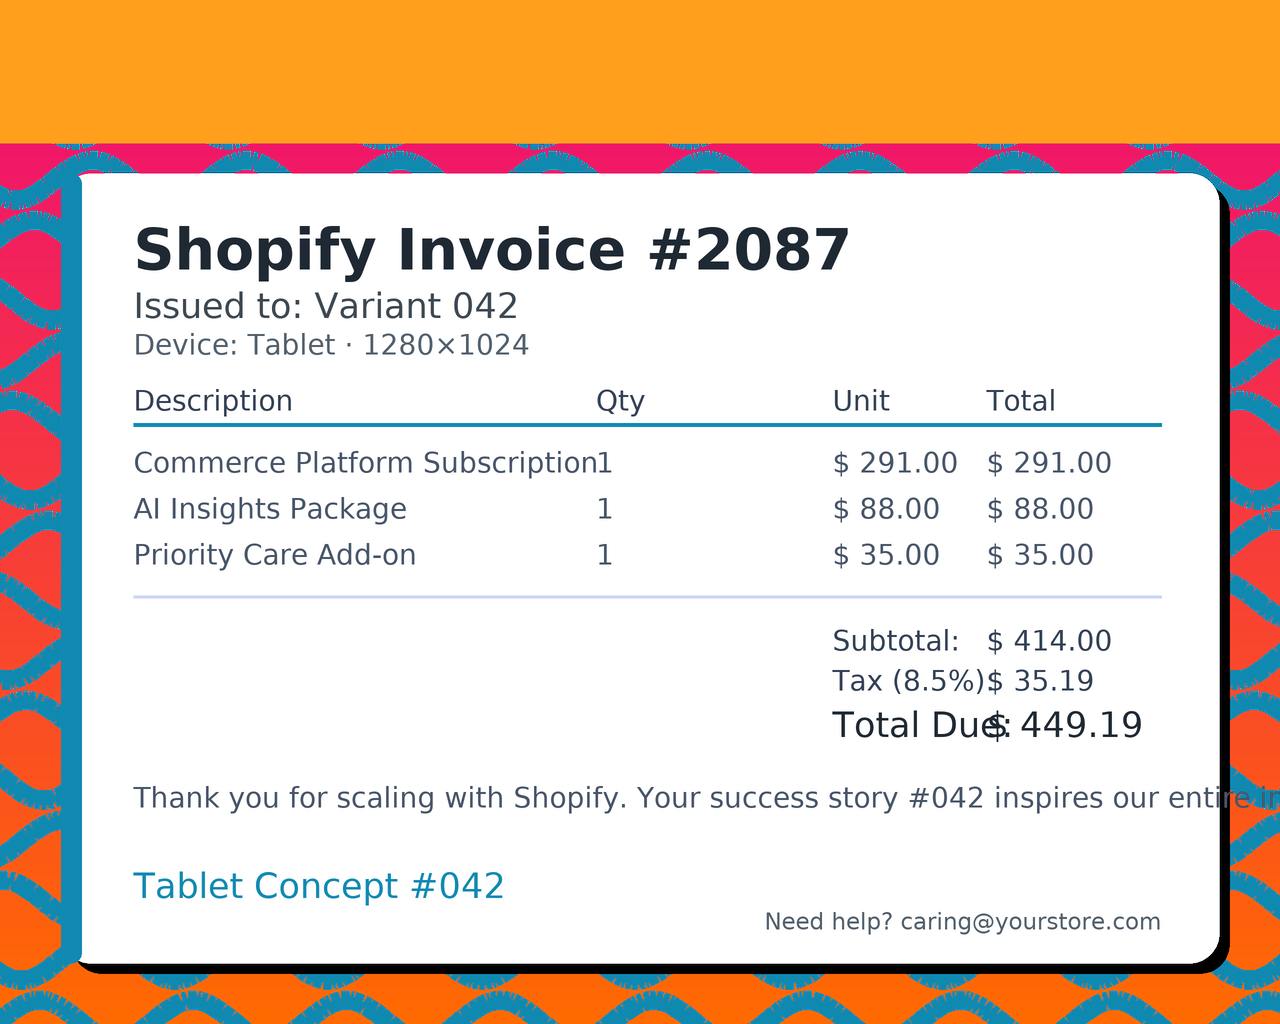 Shopify Invoice #2087
Issued to: Variant 042
Device: Tablet · 1280×1024
Description Qty Unit Total
Commerce Platform Subscription 1 $ 291.00 $ 291.00
AI Insights Package 1 $ 88.00 $ 88.00
Priority Care Add-on 1 $ 35.00 $ 35.00
Subtotal: $ 414.00
Tax (8.5%): $ 35.19
Total Due: $ 449.19
Thank you for scaling with Shopify. Your success story #042 inspires our entire
Tablet Concept #042
Need help? caring@yourstore.com